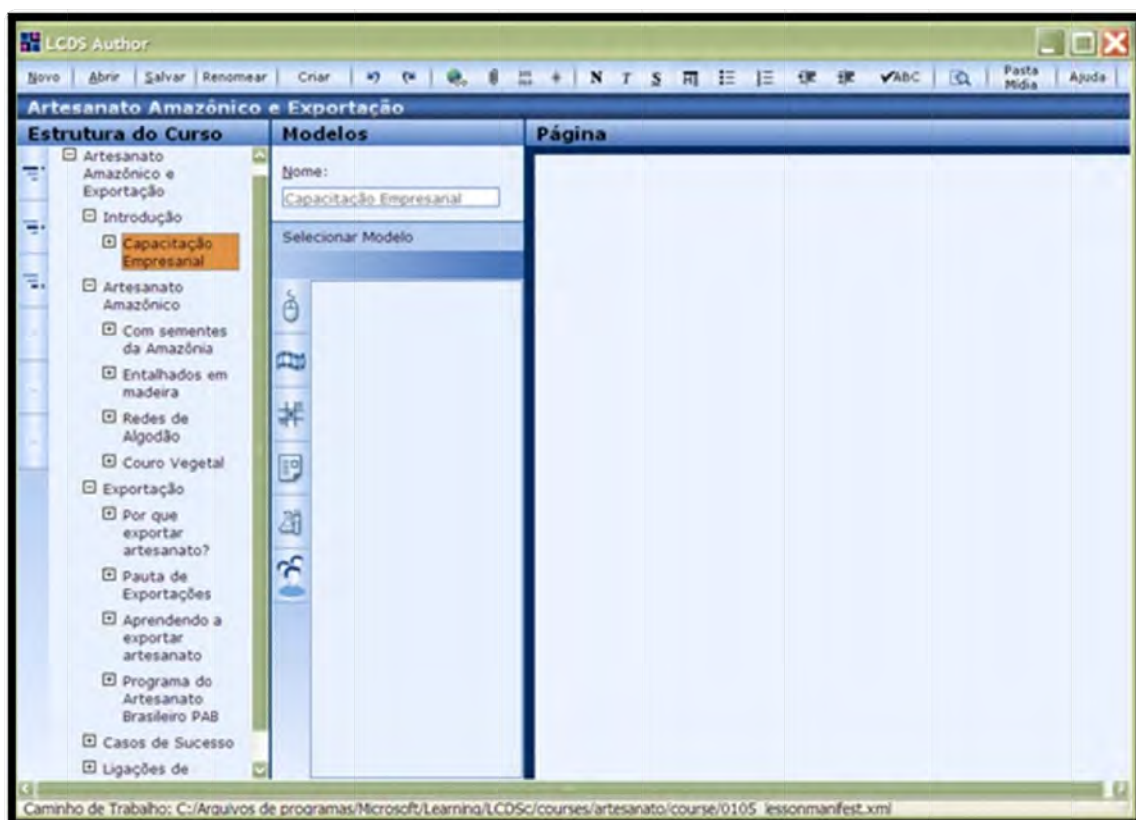 LCDS Author
Novo Abrir Salvar Renomear Criar N T S ABC Pasta Mídia Ajuda
Artesanato Amazônico e Exportação
Estrutura do Curso
Artesanato
Amazônico e
Exportação
Introdução
Capacitação
Empresarial
Artesanato
Amazônico
Com sementes
da Amazônia
Entalhados em
madeira
Redes de
Algodão
Couro Vegetal
Exportação
Por que
exportar
artesanato?
Pauta de
Exportações
Aprendendo a
exportar
artesanato
Programa do
Artesanato
Brasileiro PAB
Casos de Sucesso
Ligações de
Modelos
Nome:
Capacitação Empresarial
Selecionar Modelo
Página
Caminho de Trabalho: C:/Arquivos de programas/Microsoft/Learning/LCDSc/courses/artesanato/course/0105_lessonmanifest.xml